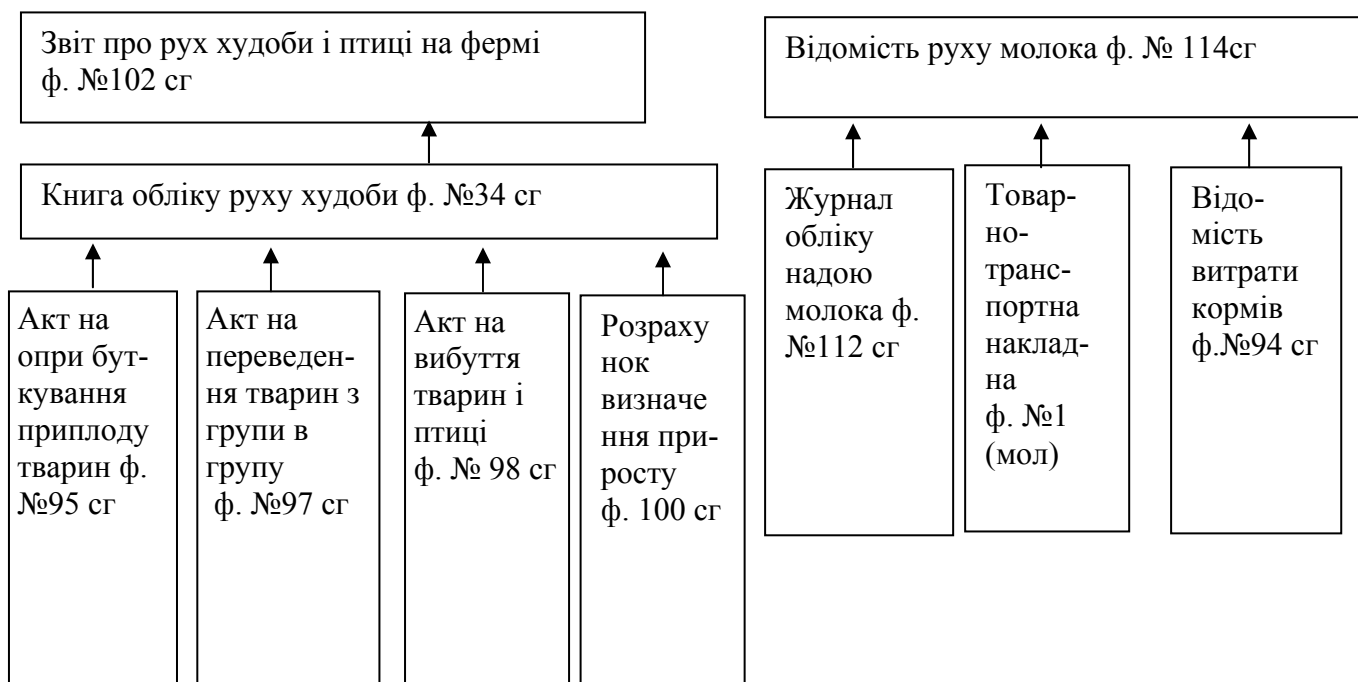 Звіт про рух худоби і птиці на фермі
ф. №102 сг
Відомість руху молока ф. № 114сг
Книга обліку руху худоби ф. №34 сг
Акт на
опри бут-
кування
приплоду
тварин ф.
№95 сг
Акт на
переведен-
ня тварин з
групи в
групу
ф. №97 сг
Акт на
вибуття
тварин і
птиці
ф. № 98 сг
Розраху
нок
визначе
ння при-
росту
ф. 100 сг
Журнал
обліку
надою
молока ф.
№112 сг
Товар-
но-
транс-
портна
наклад-
на
ф. №1
(мол)
Відо-
мість
витрати
кормів
ф.№94 сг